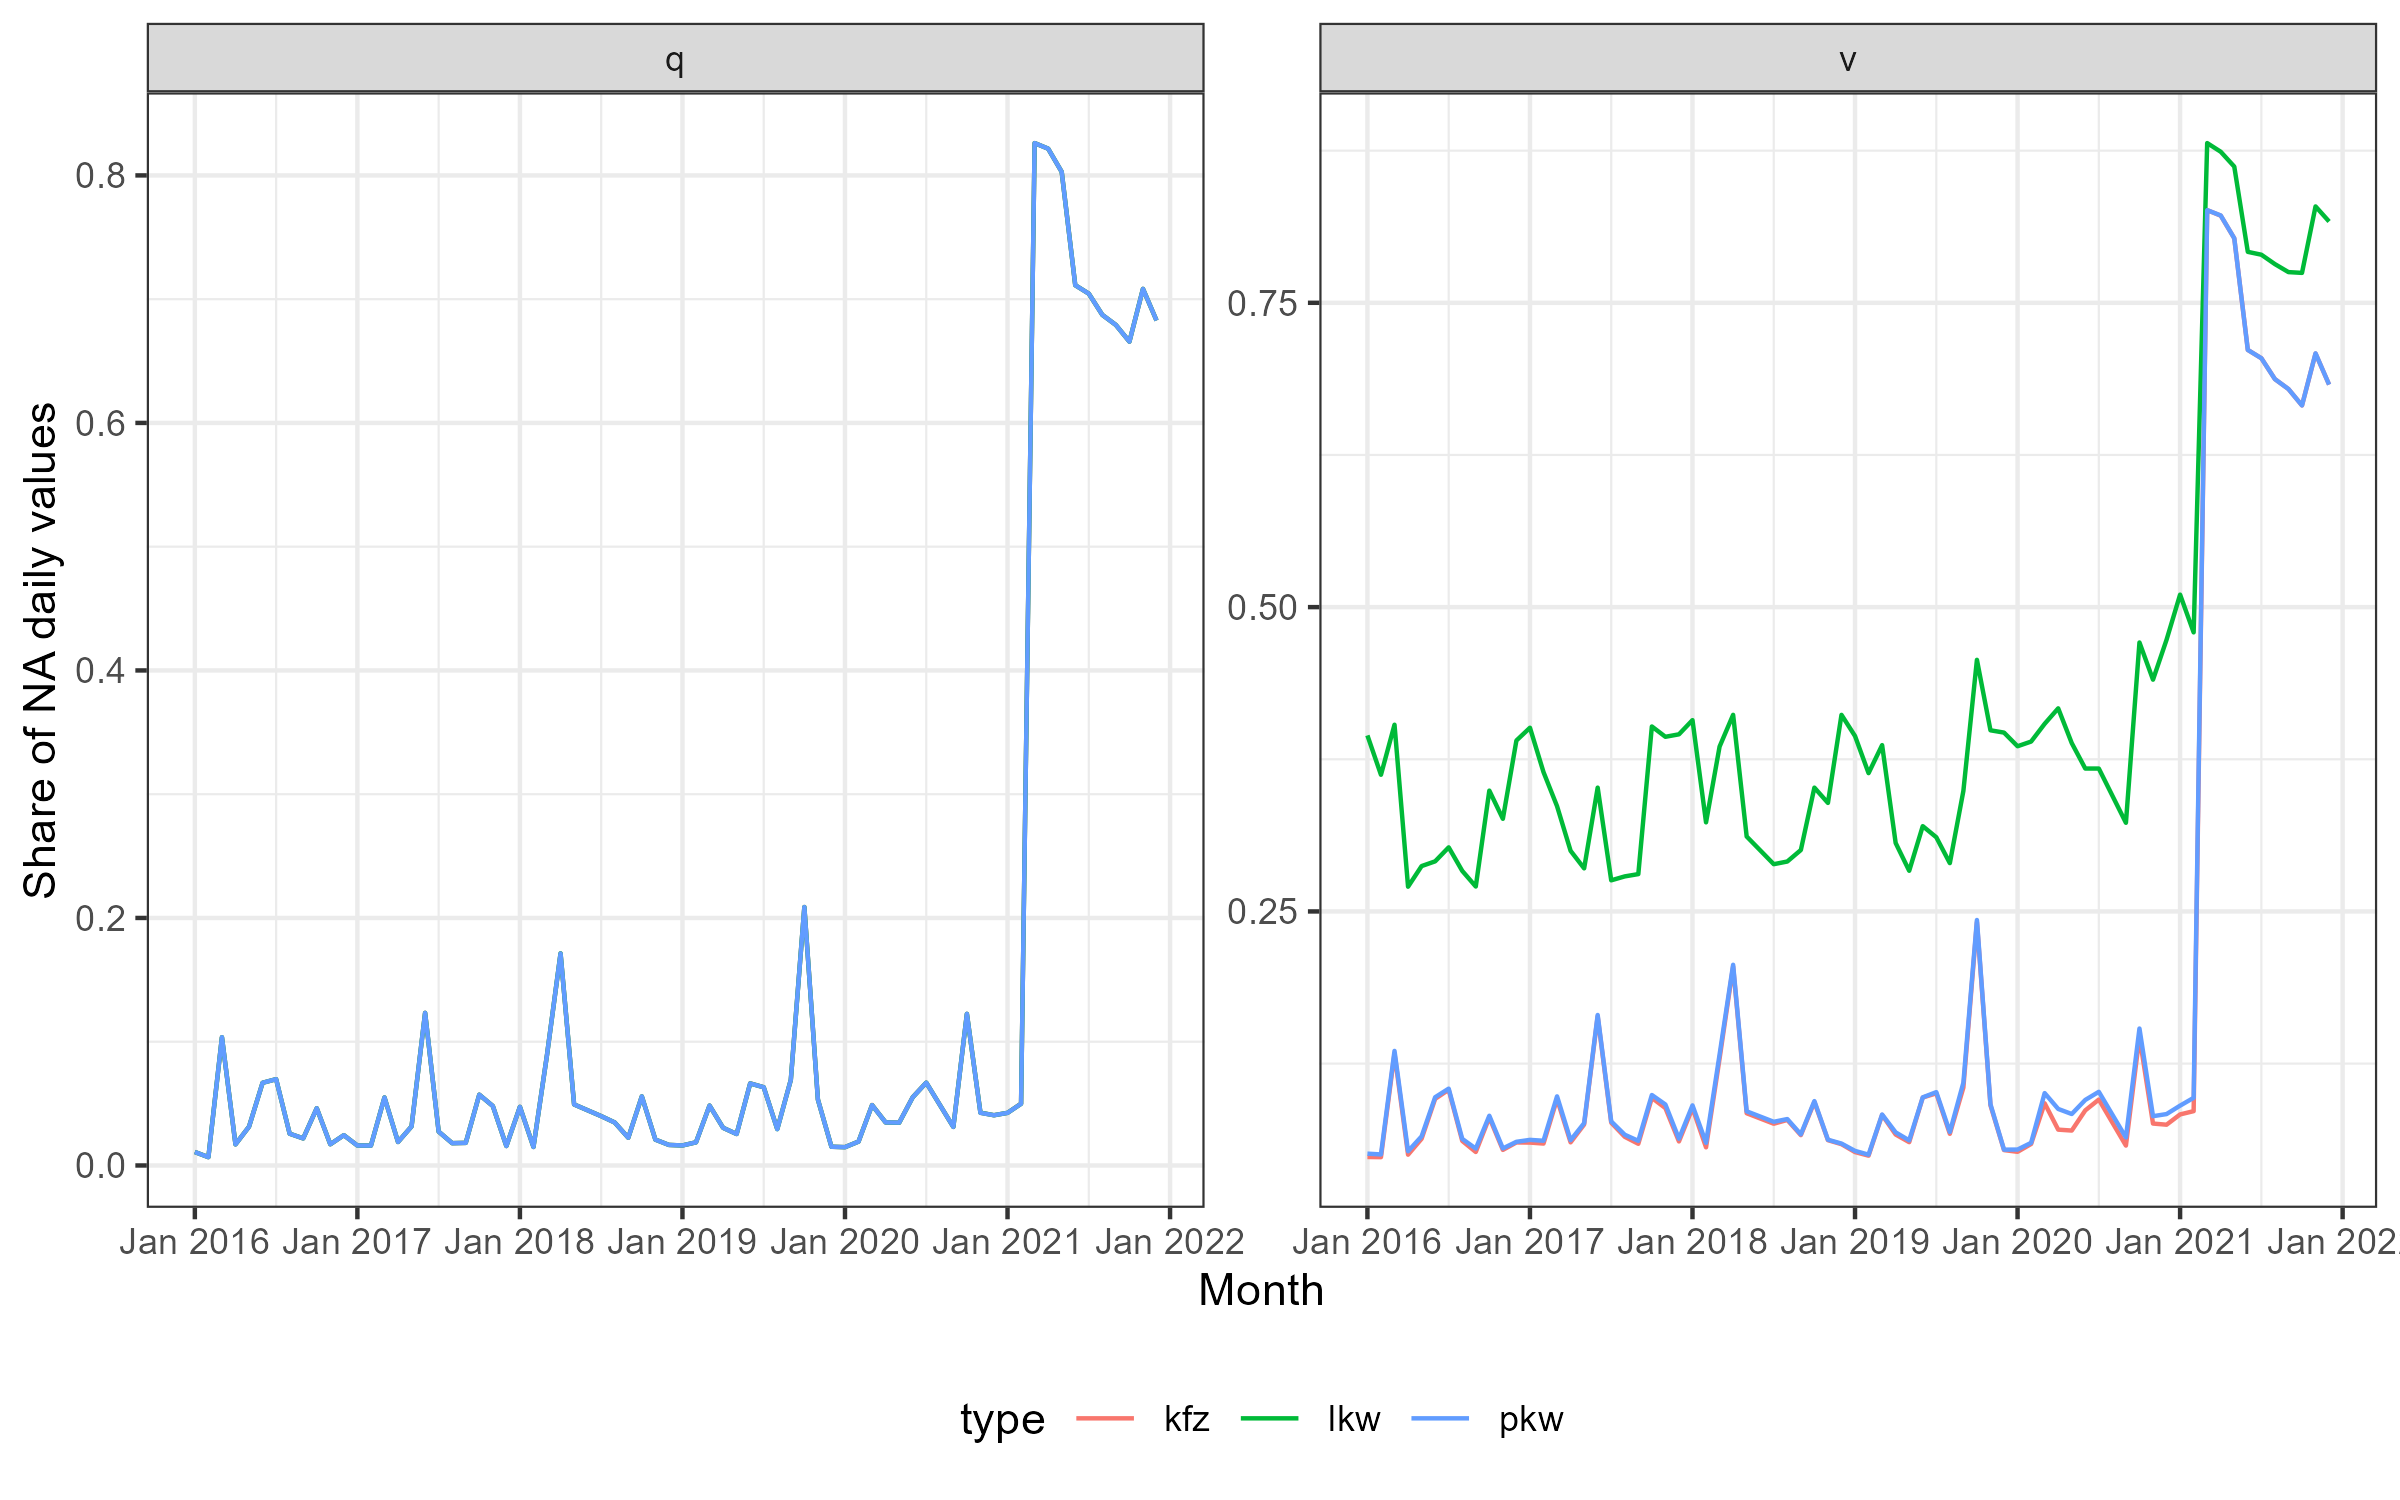 q
v
Share of NA daily values
0.8
0.6
0.4
0.2
0.0
0.75
0.50
0.25
Jan 2016 Jan 2017 Jan 2018 Jan 2019 Jan 2020 Jan 2021 Jan 2022
Jan 2016 Jan 2017 Jan 2018 Jan 2019 Jan 2020 Jan 2021 Jan 202
Month
type kfz lkw pkw